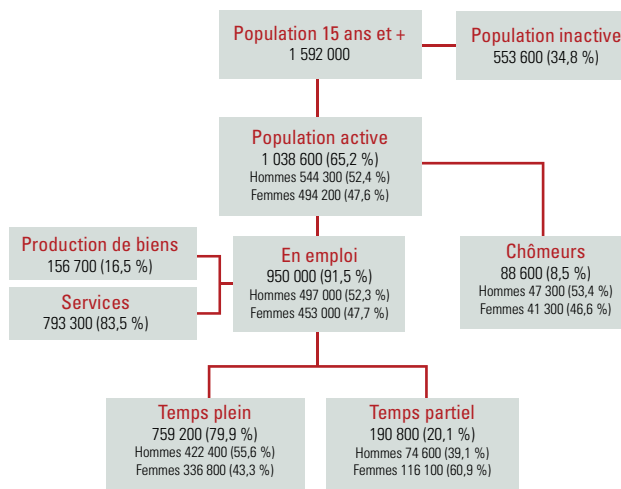 Population 15 ans et +
1 592 000
Population inactive
553 600 (34,8 %)
Population active
1 038 600 (65,2 %)
Hommes 544 300 (52,4 %)
Femmes 494 200 (47,6 %)
Production de biens
156 700 (16,5 %)
Services
793 300 (83,5 %)
En emploi
950 000 (91,5 %)
Hommes 497 000 (52,3 %)
Femmes 453 000 (47,7 %)
Chômeurs
88 600 (8,5 %)
Hommes 47 300 (53,4 %)
Femmes 41 300 (46,6 %)
Temps plein
759 200 (79,9 %)
Hommes 422 400 (55,6 %)
Femmes 336 800 (43,3 %)
Temps partiel
190 800 (20,1 %)
Hommes 74 600 (39,1 %)
Femmes 116 100 (60,9 %)